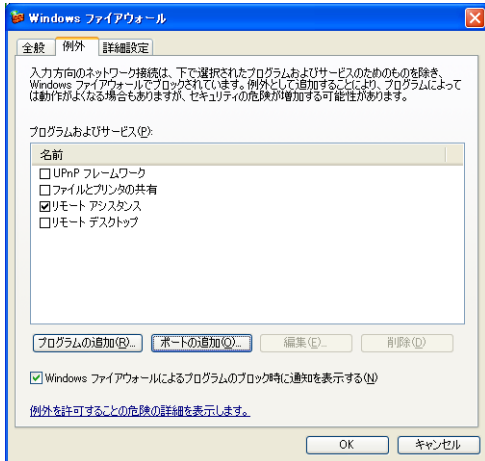 Windows ファイアウォール
全般 例外 詳細設定
入力方向のネットワーク接続は、下で選択されたプログラムおよびサービスのためのものを除き、
Windows ファイアウォールでブロックされています。例外として追加することにより、プログラムによって
は動作がよくなる場合もありますが、セキュリティの危険が増加する可能性があります。
プログラムおよびサービス(P):
名前
UPnP フレームワーク
ファイルとプリンタの共有
リモート アシスタンス
リモート デスクトップ
プログラムの追加(R)... ポートの追加(O)... 編集(E)... 削除(D)
Windows ファイアウォールによるプログラムのブロック時に通知を表示する(N)
例外を許可することの危険の詳細を表示します。
OK キャンセル